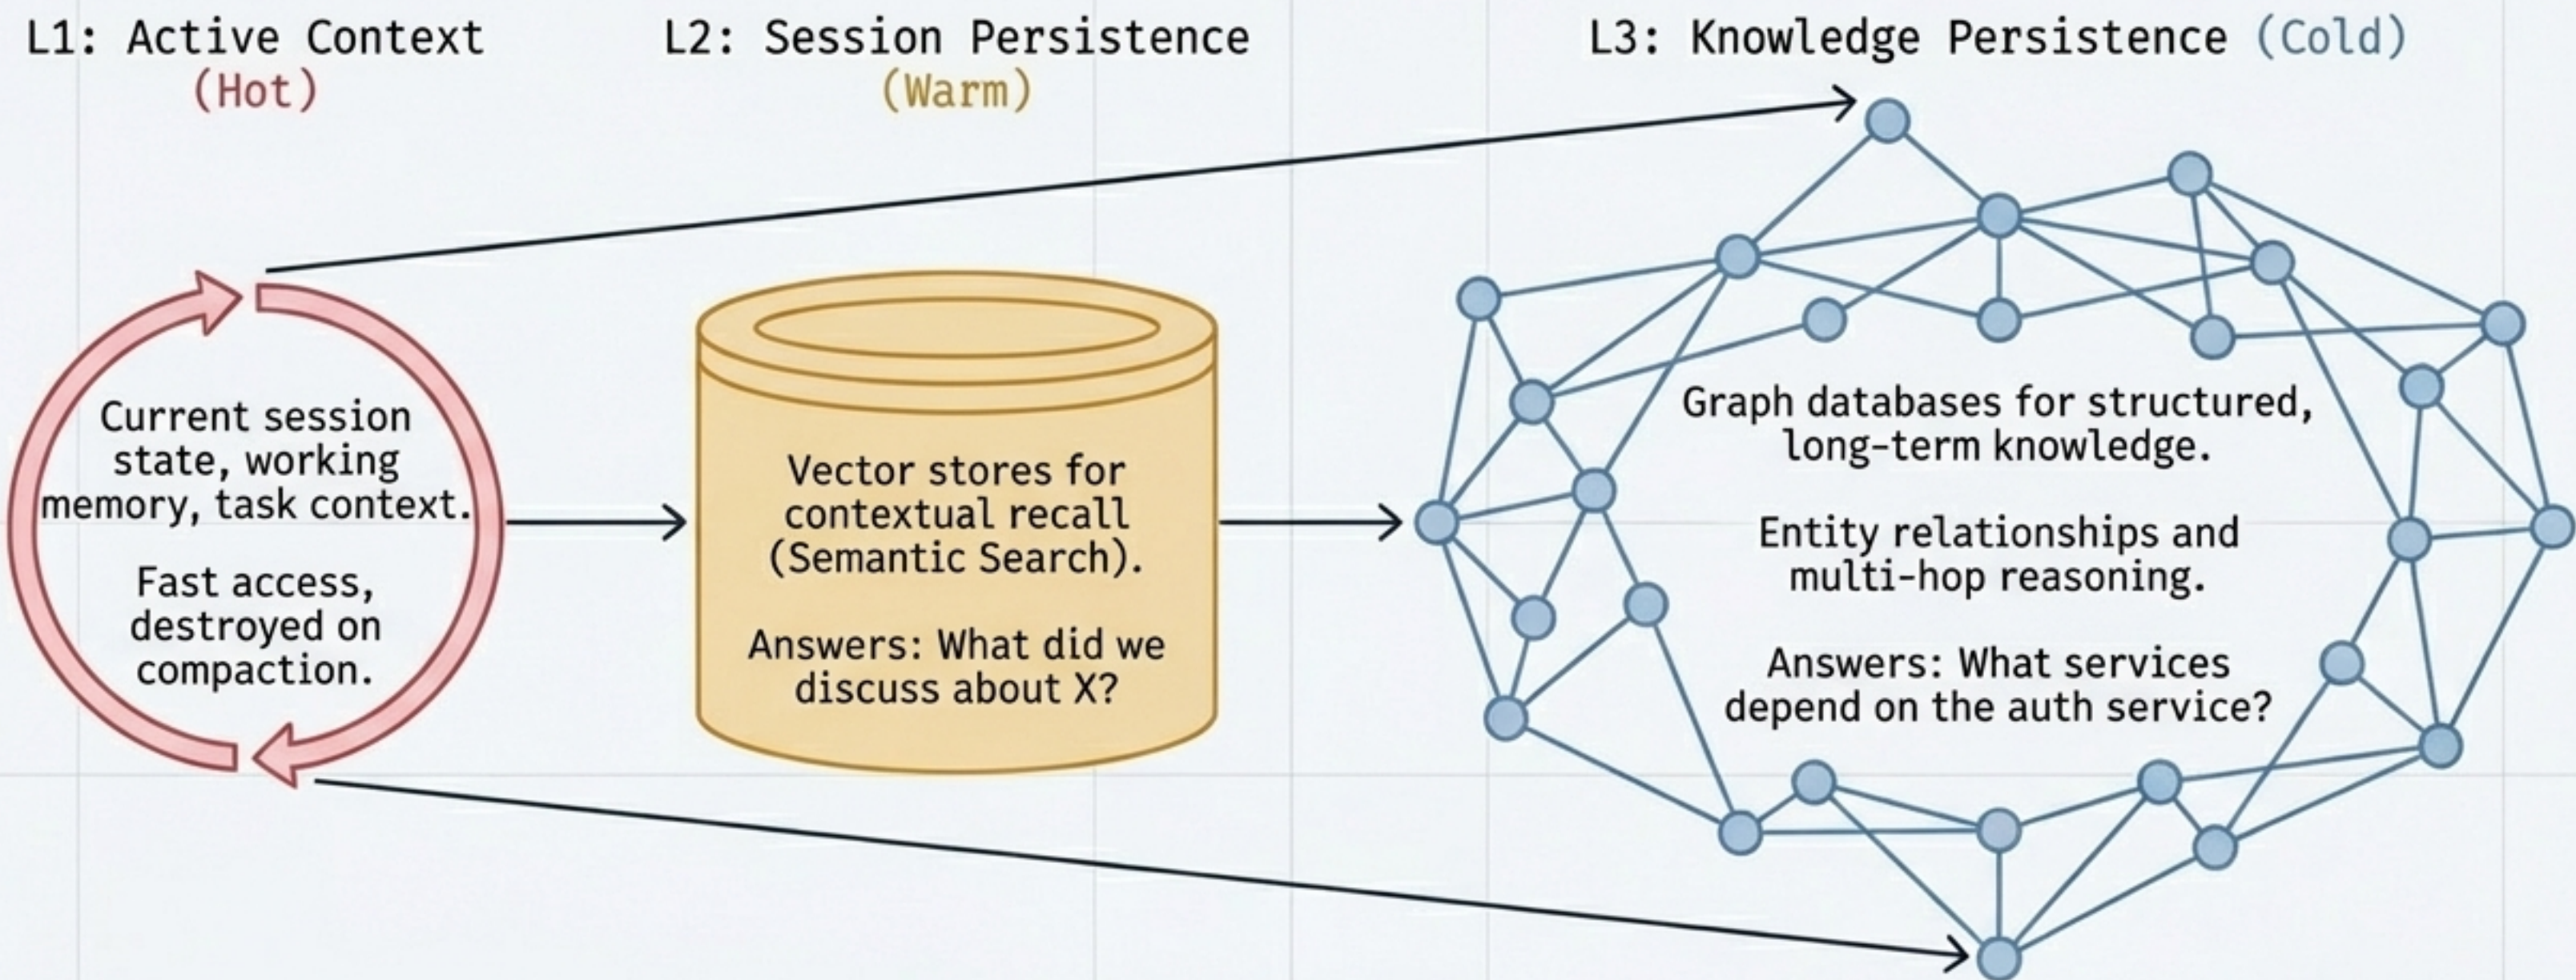 L1: Active Context
(Hot)
Current session
state, working
memory, task context.
Fast access,
destroyed on
compaction.
L2: Session Persistence
(Warm)
Vector stores for
contextual recall
(Semantic Search).
Answers: What did we
discuss about X?
L3: Knowledge Persistence (Cold)
Graph databases for structured,
long-term knowledge.
Entity relationships and
multi-hop reasoning.
Answers: What services
depend on the auth service?